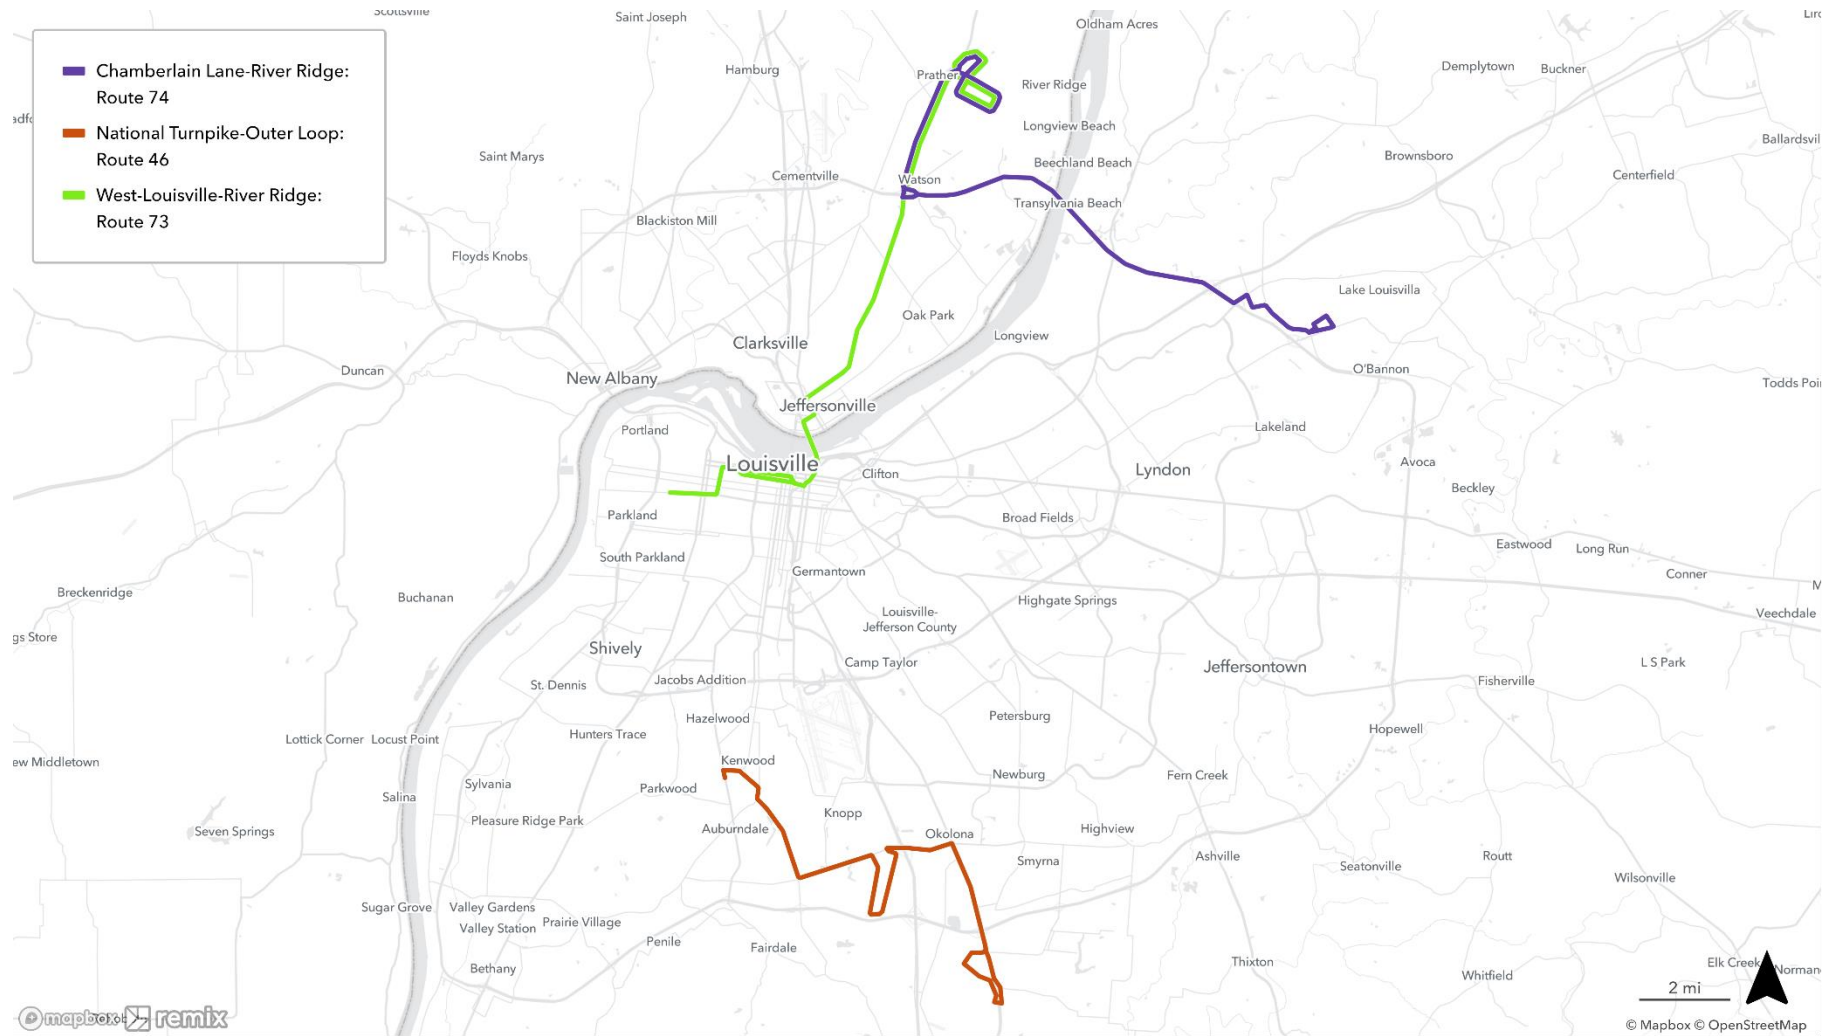 Scottsville
Saint Joseph
Oldham Acres
Chamberlain Lane-River Ridge:
Route 74
National Turnpike-Outer Loop:
Route 46
West-Louisville-River Ridge:
Route 73
Hamburg
Prather
River Ridge
Demplytown
Buckner
Longview Beach
Ballardsvil
Saint Marys
Beechland Beach
Brownsboro
Cementville
Watson
Centerfield
Transylvania Beach
Blackiston Mill
Floyds Knobs
Lake Louisvilla
Oak Park
Longview
Clarksville
Duncan
New Albany
O'Bannon
Todds Poi
Jeffersonville
Portland
Lakeland
Louisville
Clifton
Lyndon
Avoca
Beckley
Parkland
Broad Fields
Eastwood
Long Run
South Parkland
Germantown
Conner
Breckenridge
Buchanan
Highgate Springs
Louisville-
Jefferson County
Veechdale
gs Store
Shively
Camp Taylor
Jeffersontown
L S Park
St. Dennis
Jacobs Addition
Fisherville
Hazelwood
Petersburg
Hunters Trace
Hopewell
Lottick Corner
Locust Point
ew Middletown
Kenwood
Newburg
Fern Creek
Sylvania
Parkwood
Salina
Knopp
Seven Springs
Pleasure Ridge Park
Auburndale
Okolona
Highview
Smyrna
Ashville
Seatonville
Routt
Wilsonville
Sugar Grove
Valley Gardens
Prairie Village
Valley Station
Penile
Fairdale
Bethany
Thixton
Whitfield
Elk Creek
Norman
2 mi
mapbox
remix
© Mapbox © OpenStreetMap